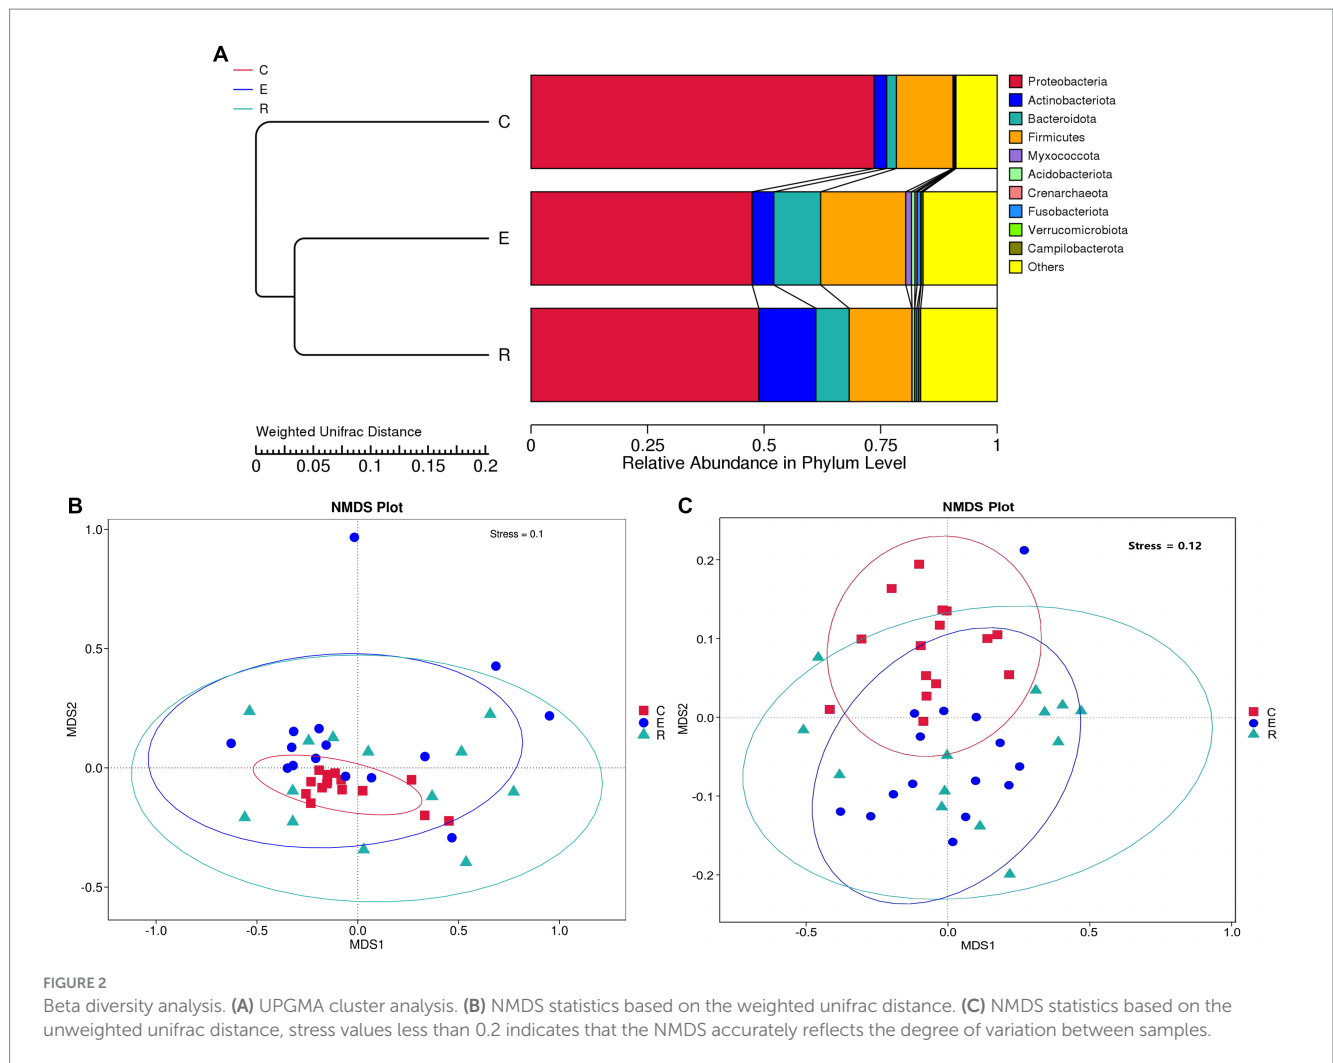 A
C
E
R
C
E
R
Proteobacteria
Actinobacteriota
Bacteroidota
Firmicutes
Myxococcota
Acidobacteriota
Crenarchaeota
Fusobacteriota
Verrucomicrobiota
Campilobacterota
Others
Weighted Unifrac Distance
0 0.05 0.1 0.15 0.2
0 0.25 0.5 0.75 1
Relative Abundance in Phylum Level
B
NMDS Plot
Stress = 0.1
1.0
0.5
0.0
-0.5
MDS2
-1.0 -0.5 0.0 0.5 1.0
MDS1
C
E
R
C
NMDS Plot
Stress = 0.12
0.2
0.1
0.0
-0.1
-0.2
MDS2
-0.5 0.0 0.5 1.0
MDS1
C
E
R
FIGURE 2
Beta diversity analysis. (A) UPGMA cluster analysis. (B) NMDS statistics based on the weighted unifrac distance. (C) NMDS statistics based on the
unweighted unifrac distance, stress values less than 0.2 indicates that the NMDS accurately reflects the degree of variation between samples.